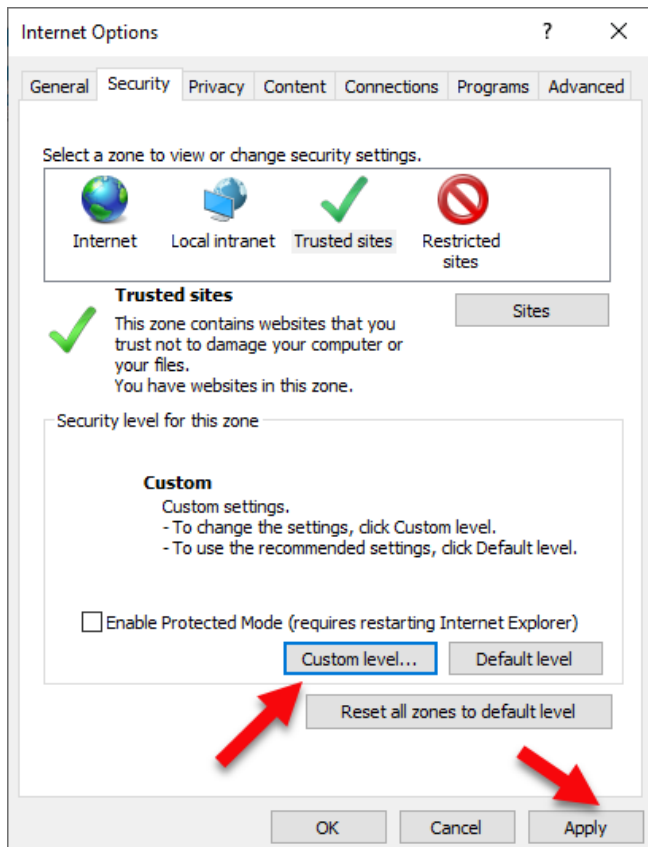 Internet Options
?
General Security Privacy Content Connections Programs Advanced
Select a zone to view or change security settings.
Internet Local intranet Trusted sites Restricted
sites
Trusted sites
Sites
This zone contains websites that you
trust not to damage your computer or
your files.
You have websites in this zone.
Security level for this zone
Custom
Custom settings.
- To change the settings, click Custom level.
- To use the recommended settings, click Default level.
Enable Protected Mode (requires restarting Internet Explorer)
Custom level... Default level
Reset all zones to default level
OK Cancel Apply